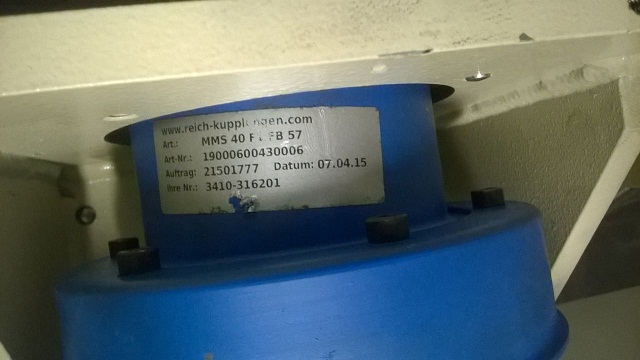 www.reich-kupplungen.com
Art.: MMS 40 FB 57
Art-Nr.: 19000600430006
Auftrag: 21501777 Datum: 07.04.15
Ihre Nr.: 3410-316201